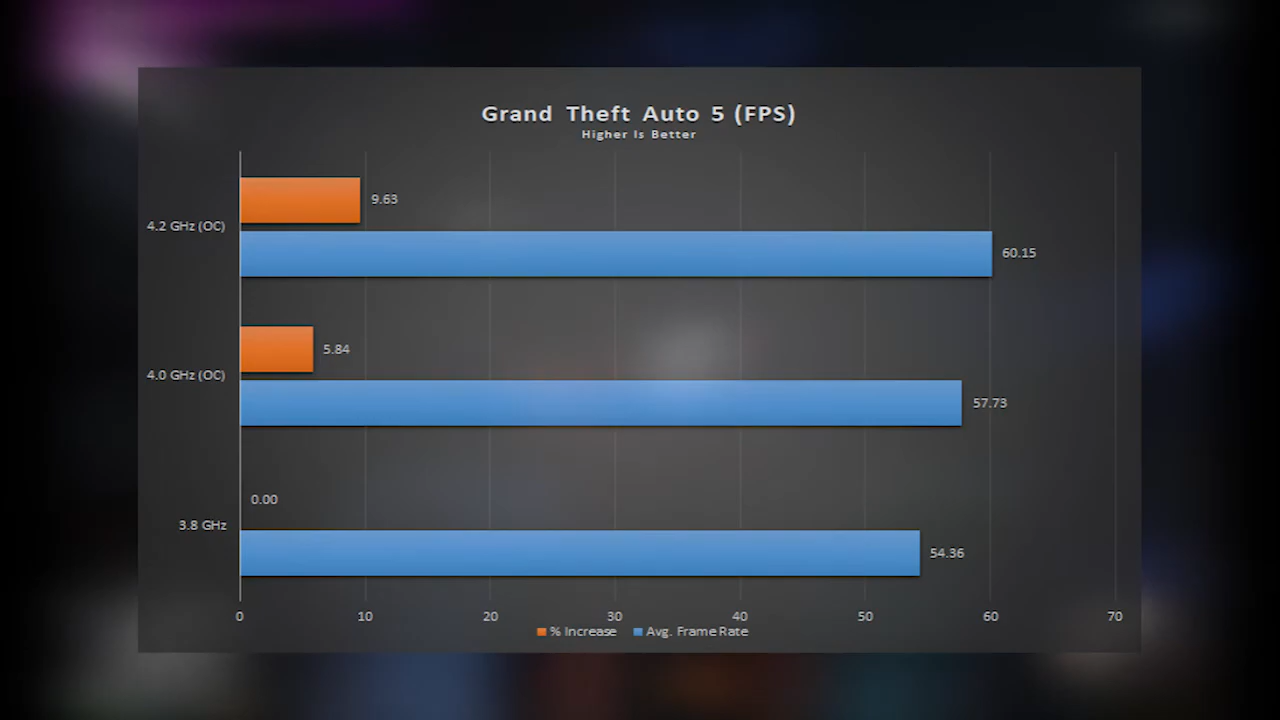 Grand Theft Auto 5 (FPS)
Higher Is Better
9.63
4.2 GHz (OC)
60.15
5.84
4.0 GHz (OC)
57.73
0.00
3.8 GHz
54.36
0 10 20 30 40 50 60 70
% Increase Avg. Frame Rate